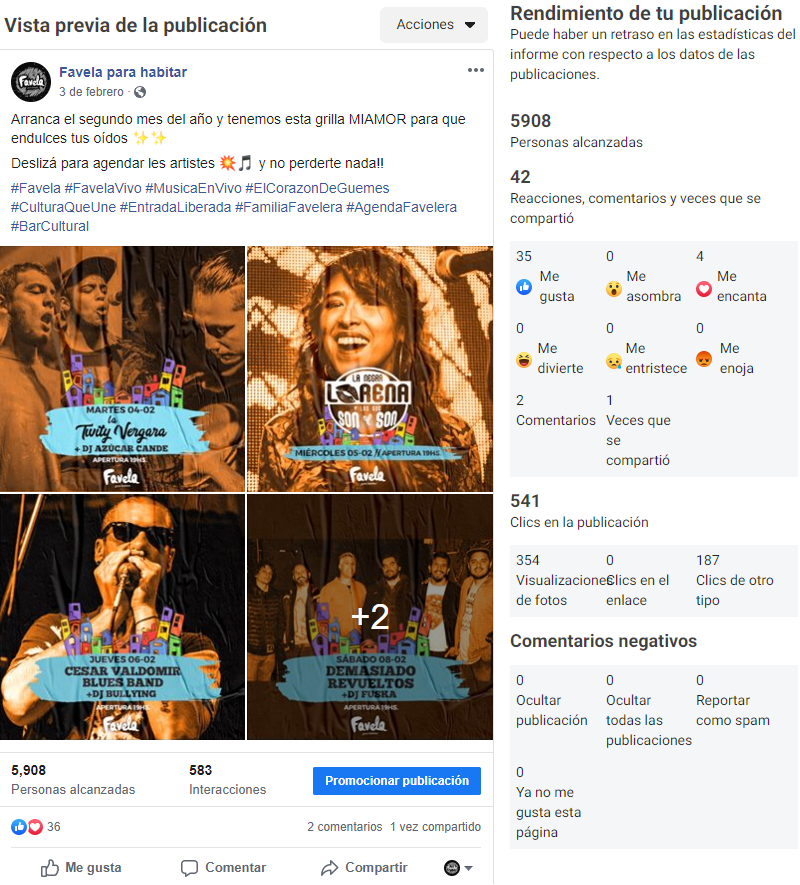 Vista previa de la publicación
Acciones
Favela
Favela para habitar
3 de febrero ·
Arranca el segundo mes del año y tenemos esta grilla MIAMOR para que
endulces tus oídos ✨✨
Deslizá para agendar les artistes 💥🎵 y no perderte nada!!
#Favela #FavelaVivo #MusicaEnVivo #ElCorazonDeGuemes
#CulturaQueUne #EntradaLiberada #FamiliaFavelera #AgendaFavelera
#BarCultural
MARTES 04-02
la
Twity Vergara
+ DJ AZÚCAR CANDE
APERTURA 19HS.
Favela
LA NEGRA
LORENA
SON Y SON
MIÉRCOLES 05-02 // APERTURA 19HS.
Favela
JUEVES 06-02
CESAR VALDOMIR
BLUES BAND
+DJ BULLYING
APERTURA 19HS.
Favela
+2
SÁBADO 08-02
DEMASIADO
REVUELTOS
+DJ FUSKA
APERTURA 19HS.
Favela
5,908
Personas alcanzadas
583
Interacciones
Promocionar publicación
36
2 comentarios 1 vez compartido
Me gusta
Comentar
Compartir
Rendimiento de tu publicación
Puede haber un retraso en las estadísticas del
informe con respecto a los datos de las
publicaciones.
5908
Personas alcanzadas
42
Reacciones, comentarios y veces que se
compartió
35
Me
gusta
0
Me
asombra
4
Me
encanta
0
Me
divierte
0
Me
entristece
0
Me
enoja
2
Comentarios
1
Veces que
se
compartió
541
Clics en la publicación
354
Visualizaciones
de fotos
0
Clics en el
enlace
187
Clics de otro
tipo
Comentarios negativos
0
Ocultar
publicación
0
Ocultar
todas las
publicaciones
0
Reportar
como spam
0
Ya no me
gusta esta
página